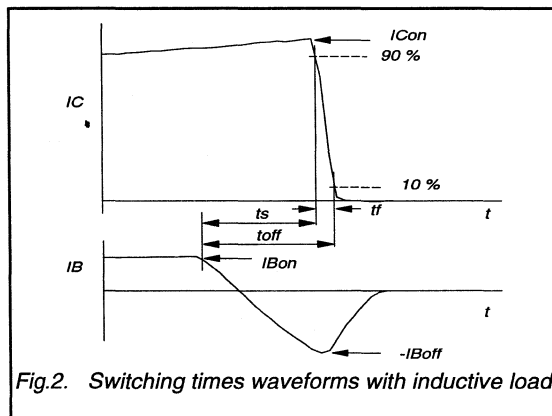 ICon
90 %
IC
10 %
ts
tf
t
toff
IBon
IB
t
-IBoff
Fig.2. Switching times waveforms with inductive load